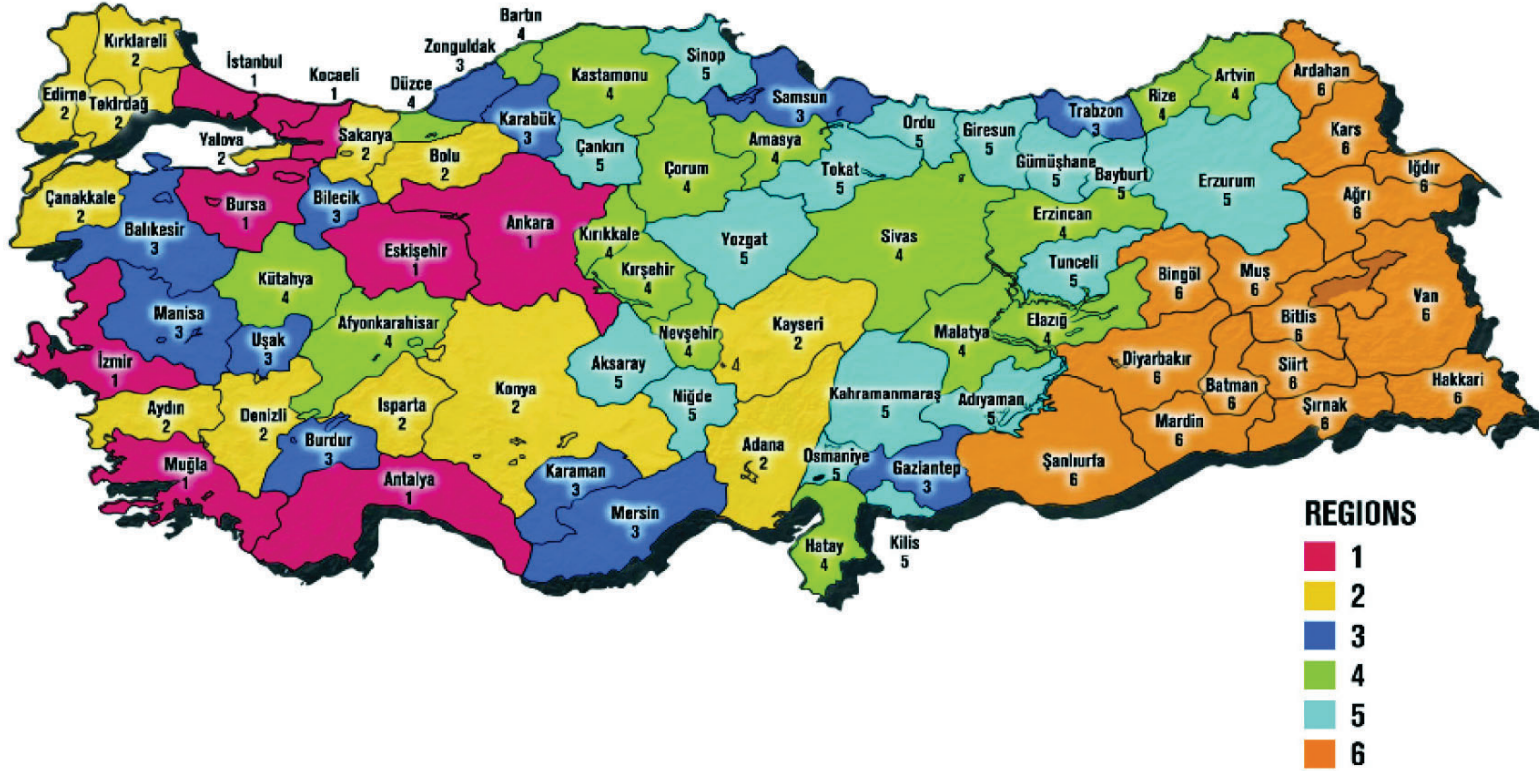 Kırklareli
2
Edirne
2
Tekirdağ
2
İstanbul
1
Kocaeli
1
Yalova
2
Sakarya
2
Düzce
4
Bolu
2
Zonguldak
3
Bartın
4
Karabük
3
Kastamonu
4
Çankırı
5
Sinop
5
Samsun
3
Amasya
4
Çorum
4
Tokat
5
Ordu
5
Giresun
5
Gümüşhane
5
Bayburt
5
Trabzon
3
Rize
4
Artvin
4
Ardahan
6
Kars
6
Iğdır
6
Ağrı
6
Erzurum
5
Erzincan
4
Çanakkale
2
Balıkesir
3
Bursa
1
Bilecik
3
Eskişehir
1
Ankara
1
Kırıkkale
4
Kırşehir
4
Yozgat
5
Sivas
4
Tunceli
5
Bingöl
6
Muş
6
Bitlis
6
Van
6
Kütahya
4
Manisa
3
Uşak
3
Afyonkarahisar
4
İzmir
1
Aydın
2
Denizli
2
Isparta
2
Burdur
3
Konya
2
Aksaray
5
Nevşehir
4
4
Kayseri
2
Niğde
5
Malatya
4
Elazığ
4
Diyarbakır
6
Batman
6
Siirt
6
Şırnak
6
Hakkari
6
Mardin
6
Şanlıurfa
6
Adıyaman
5
Kahramanmaraş
5
Muğla
1
Antalya
1
Karaman
3
Mersin
3
Adana
2
Osmaniye
5
Gaziantep
3
Hatay
4
Kilis
5
REGIONS
1
2
3
4
5
6